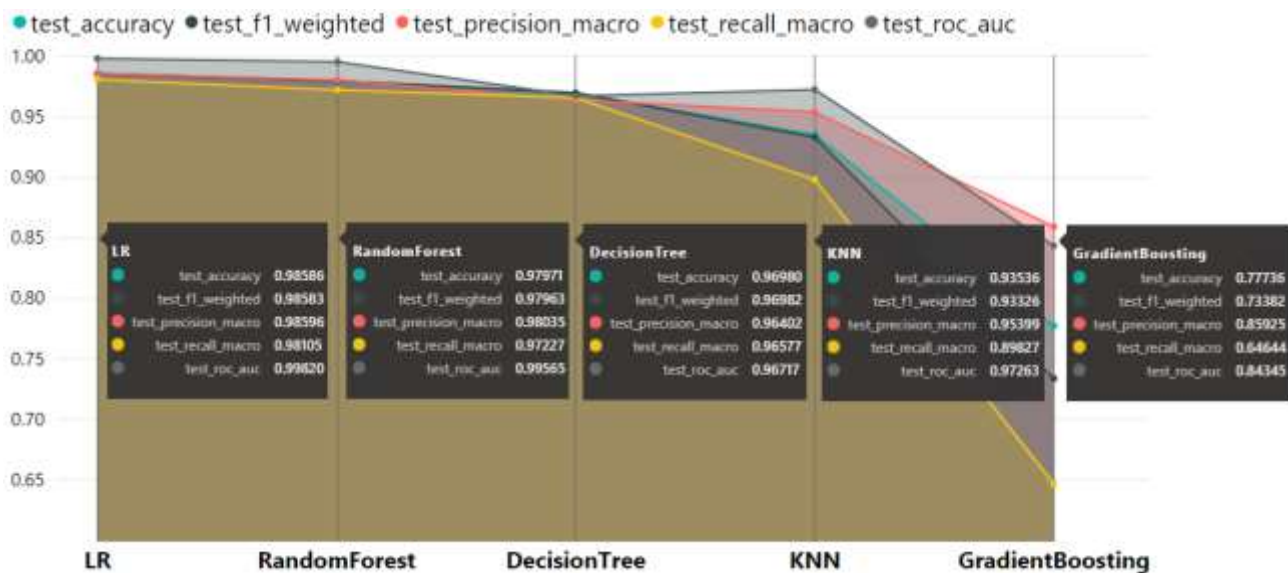 test_accuracy test_f1_weighted test_precision_macro test_recall_macro test_roc_auc
1.00
0.95
0.90
0.85
0.80
0.75
0.70
0.65
LR
test_accuracy 0.98586
test_f1_weighted 0.98583
test_precision_macro 0.98596
test_recall_macro 0.98105
test_roc_auc 0.99820
RandomForest
test_accuracy 0.97971
test_f1_weighted 0.97963
test_precision_macro 0.98035
test_recall_macro 0.97227
test_roc_auc 0.99565
DecisionTree
test_accuracy 0.96980
test_f1_weighted 0.96982
test_precision_macro 0.96402
test_recall_macro 0.96577
test_roc_auc 0.96717
KNN
test_accuracy 0.93536
test_f1_weighted 0.93326
test_precision_macro 0.95399
test_recall_macro 0.89827
test_roc_auc 0.97263
GradientBoosting
test_accuracy 0.77736
test_f1_weighted 0.73382
test_precision_macro 0.85925
test_recall_macro 0.64644
test_roc_auc 0.84345
LR RandomForest DecisionTree KNN GradientBoosting